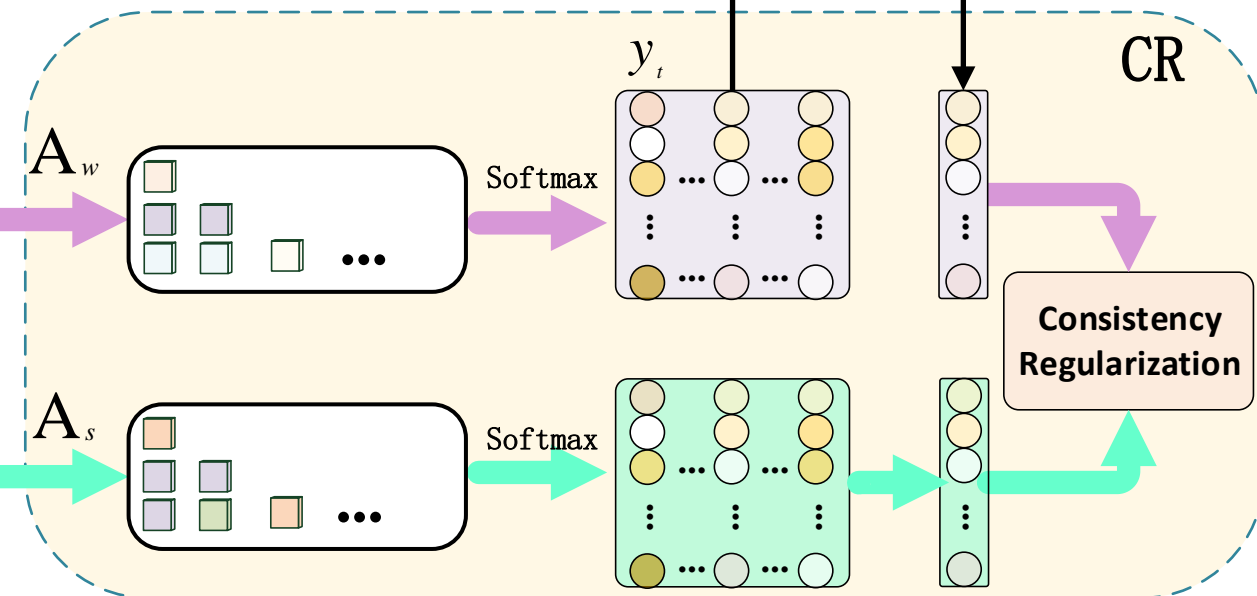 y_t
CR
A_w
Softmax
Consistency
Regularization
A_s
Softmax